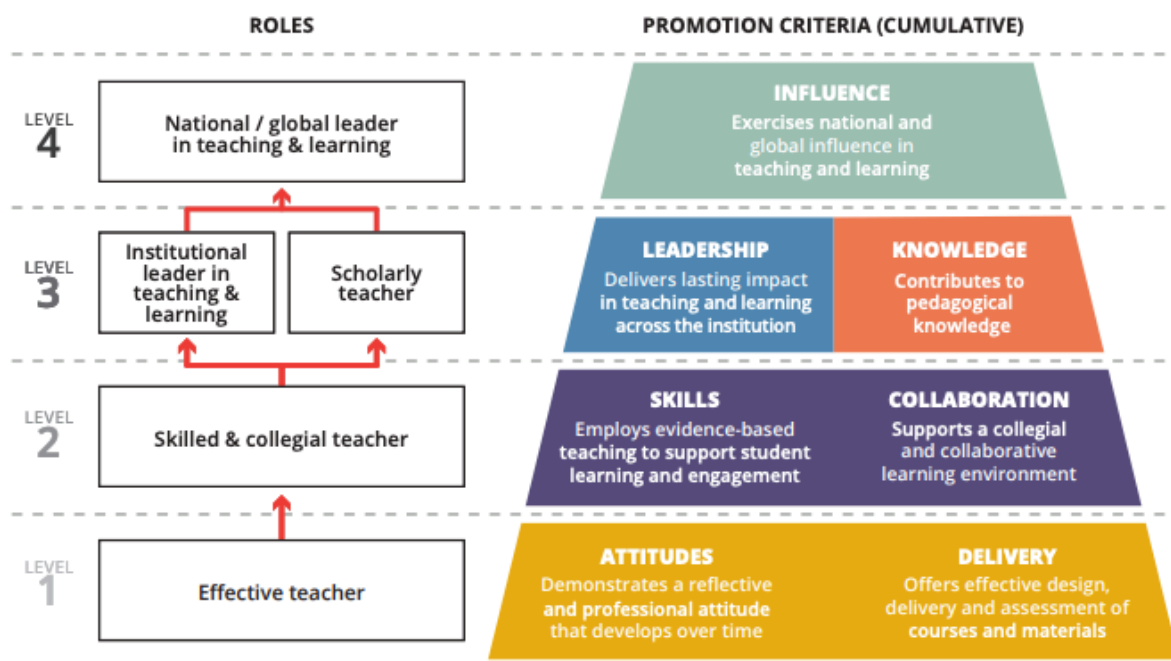 ROLES
PROMOTION CRITERIA (CUMULATIVE)
LEVEL
4
National / global leader
in teaching & learning
INFLUENCE
Exercises national and
global influence in
teaching and learning
LEVEL
3
Institutional
leader in
teaching &
learning
Scholarly
teacher
LEADERSHIP
Delivers lasting impact
in teaching and learning
across the institution
KNOWLEDGE
Contributes to
pedagogical
knowledge
LEVEL
2
Skilled & collegial teacher
SKILLS
Employs evidence-based
teaching to support student
learning and engagement
COLLABORATION
Supports a collegial
and collaborative
learning environment
LEVEL
1
Effective teacher
ATTITUDES
Demonstrates a reflective
and professional attitude
that develops over time
DELIVERY
Offers effective design,
delivery and assessment of
courses and materials